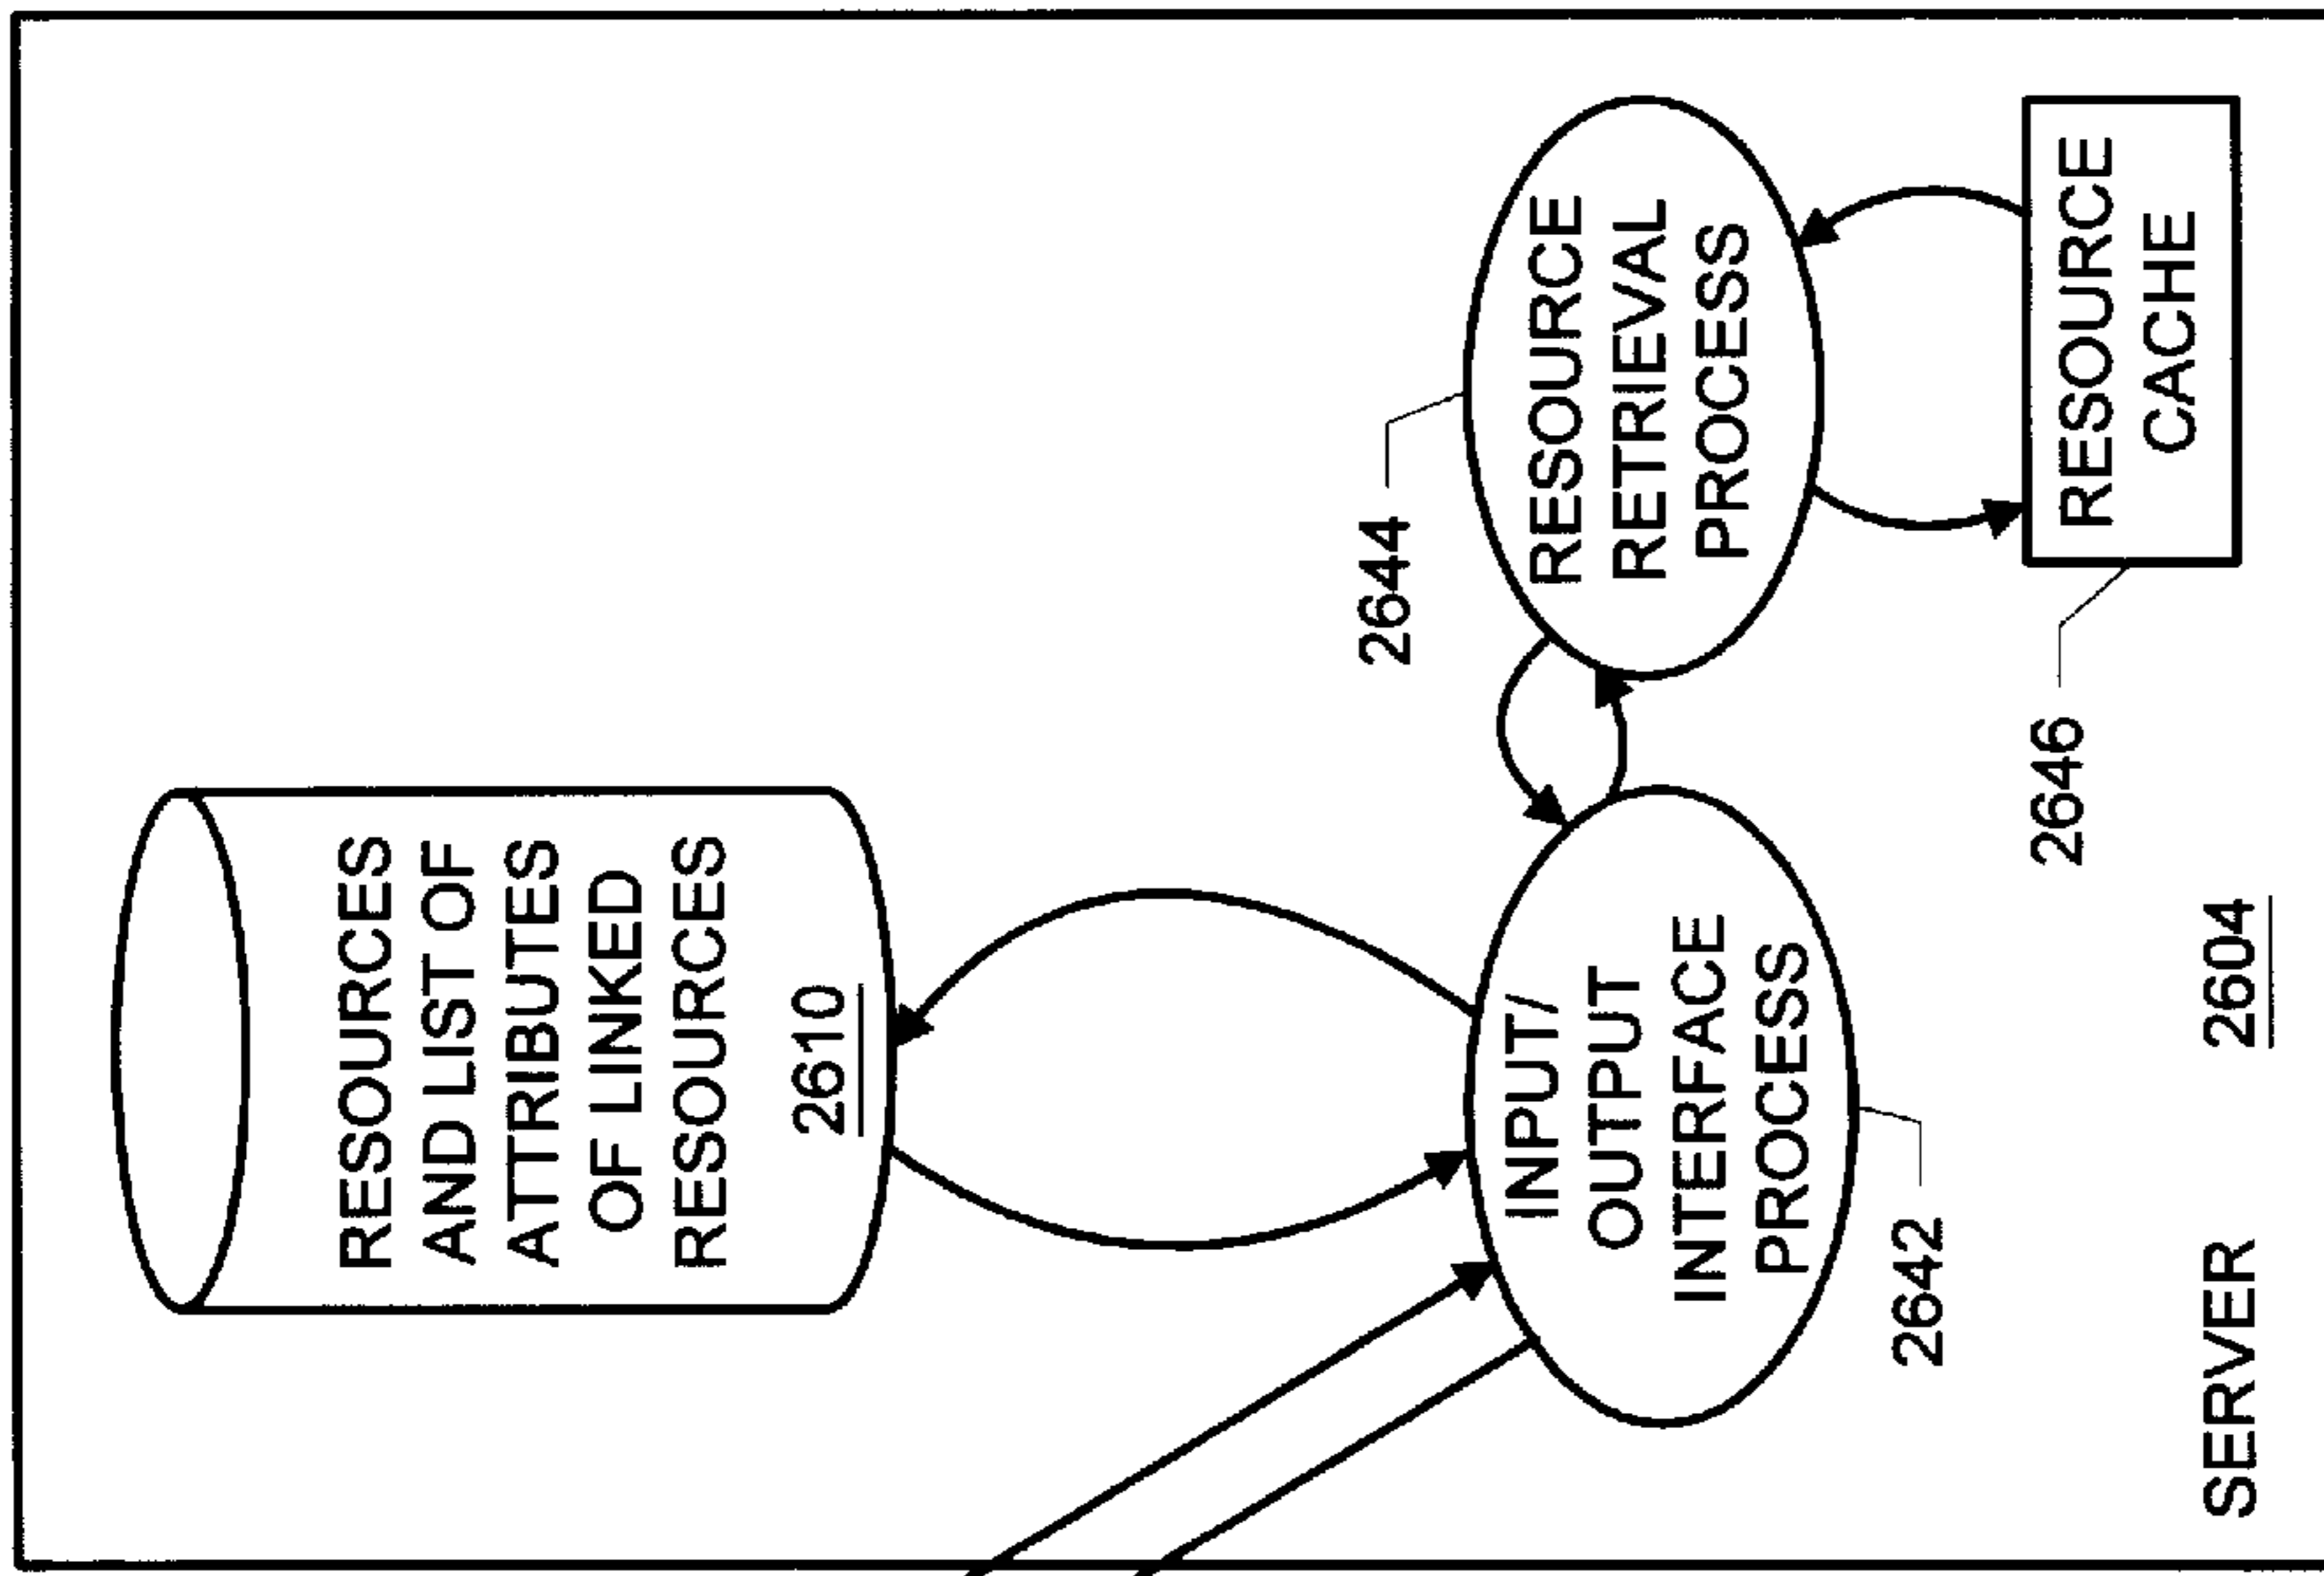 RESOURCES
AND LIST OF
ATTRIBUTES
OF LINKED
RESOURCES
2610
2644
RESOURCE
RETRIEVAL
PROCESS
INPUT/
OUTPUT
INTERFACE
PROCESS
2642
2646
RESOURCE
CACHE
SERVER 2604